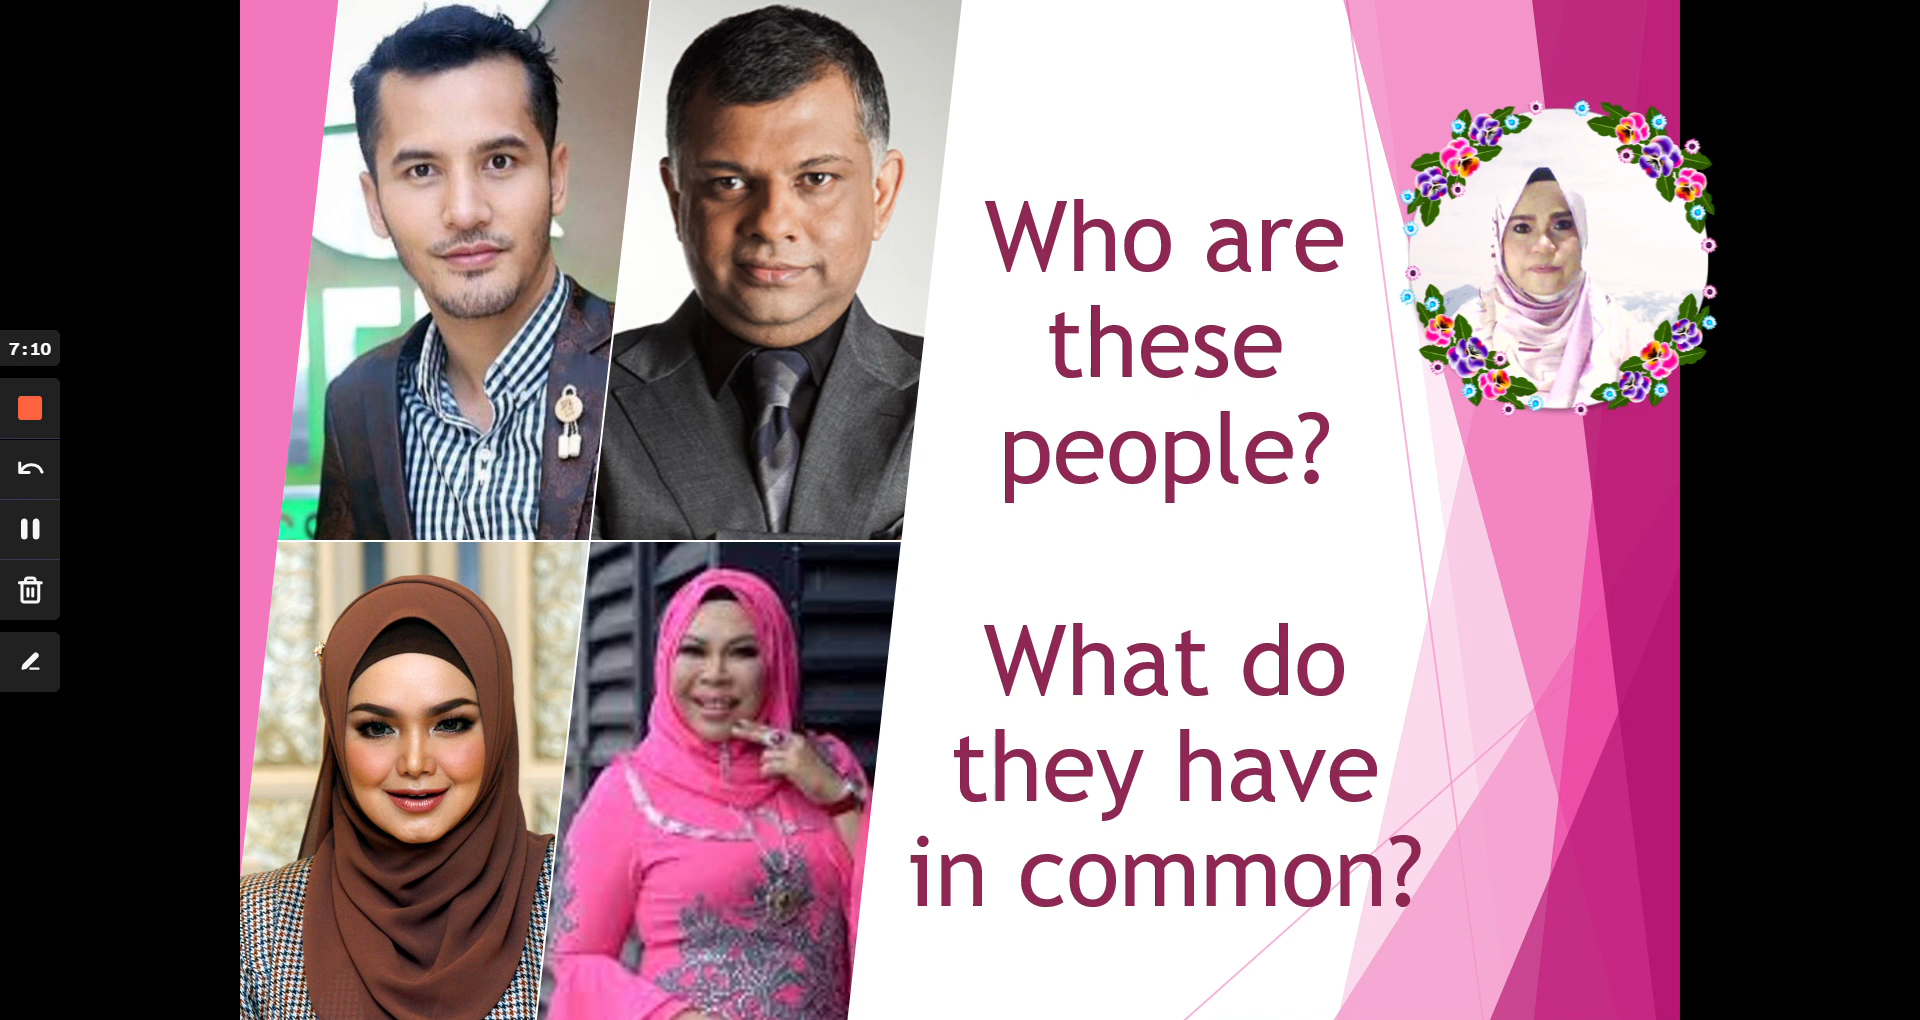 7:10
Who are
these
people?
What do
they have
in common?